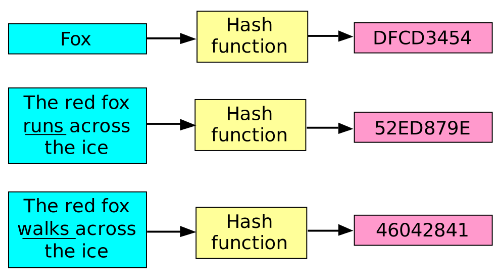 Fox
Hash
function
DFCD3454
The red fox
runs across
the ice
Hash
function
52ED879E
The red fox
walks across
the ice
Hash
function
46042841